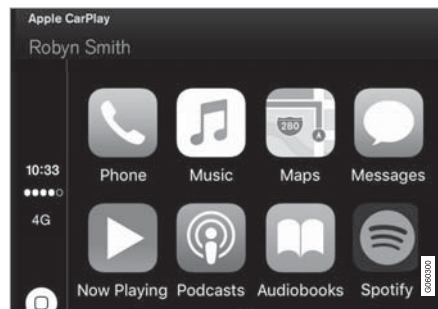 Apple CarPlay
Robyn Smith
280
10:33
4G
Phone Music Maps Messages
Now Playing Podcasts Audiobooks Spotify
G060300